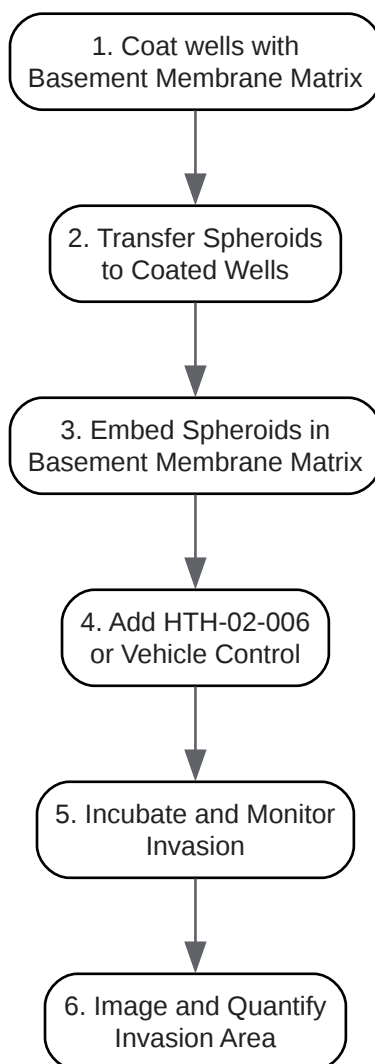 1. Coat wells with
Basement Membrane Matrix
2. Transfer Spheroids
to Coated Wells
3. Embed Spheroids in
Basement Membrane Matrix
4. Add HTH-02-006
or Vehicle Control
5. Incubate and Monitor
Invasion
6. Image and Quantify
Invasion Area